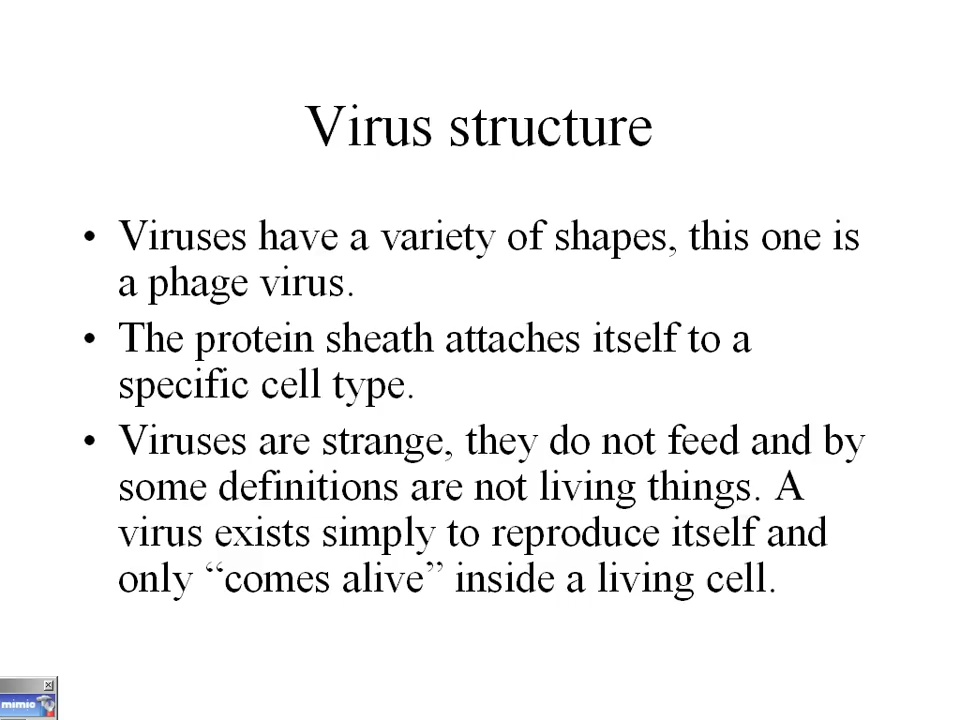 Virus structure
• Viruses have a variety of shapes, this one is
a phage virus.
• The protein sheath attaches itself to a
specific cell type.
• Viruses are strange, they do not feed and by
some definitions are not living things. A
virus exists simply to reproduce itself and
only “comes alive” inside a living cell.
mimio